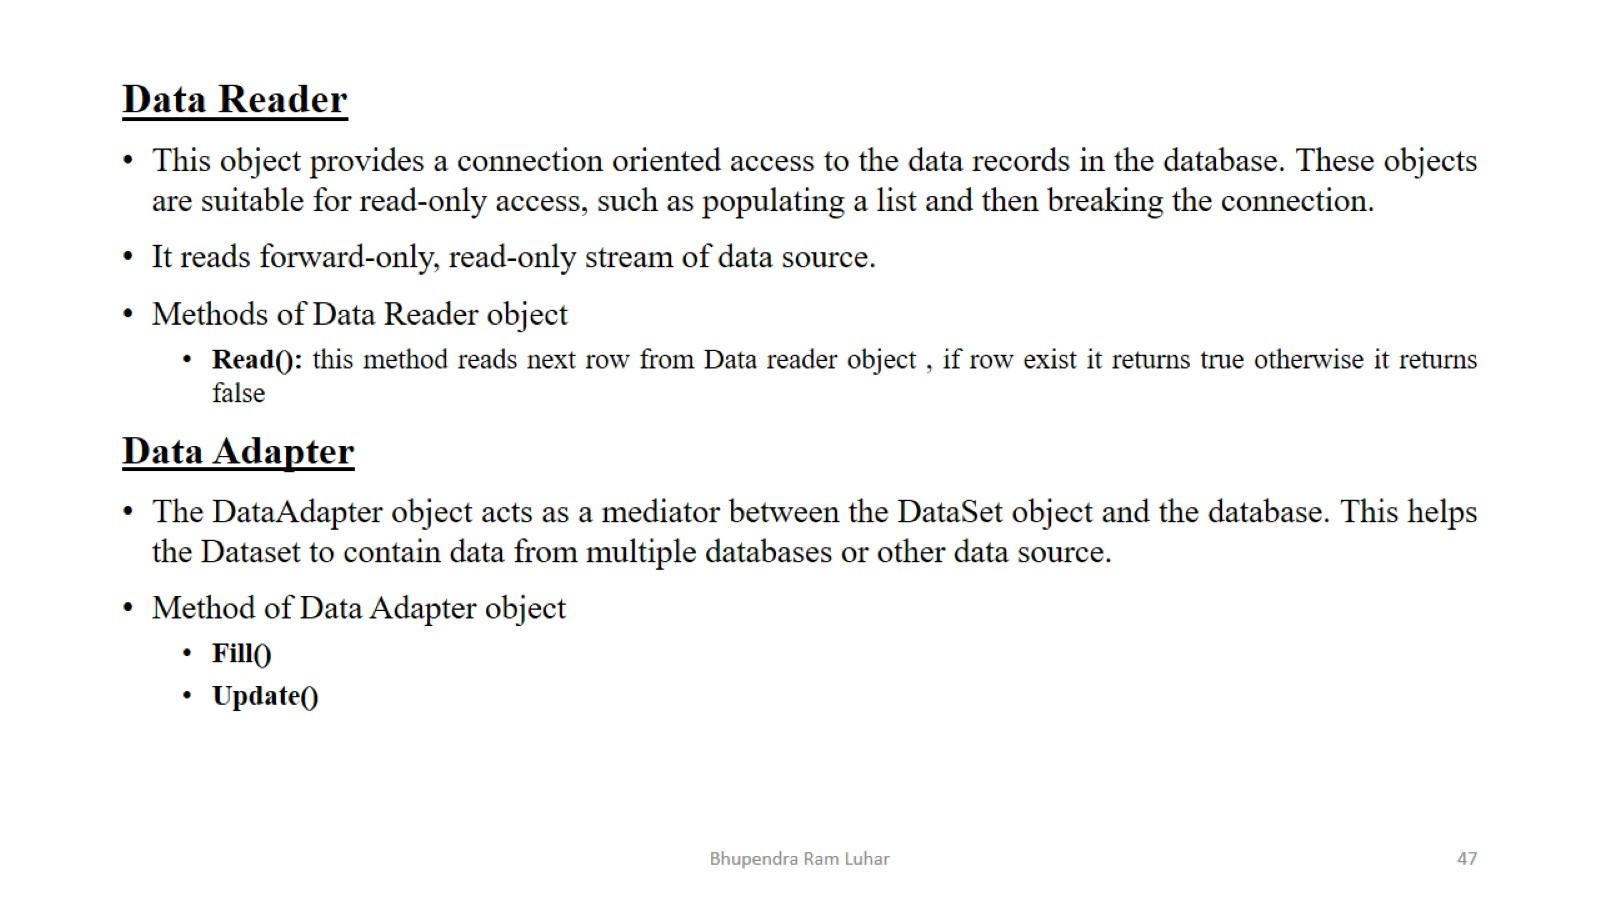 Data Reader
• This object provides a connection oriented access to the data records in the database. These objects
are suitable for read-only access, such as populating a list and then breaking the connection.
• It reads forward-only, read-only stream of data source.
• Methods of Data Reader object
• Read(): this method reads next row from Data reader object , if row exist it returns true otherwise it returns
false
Data Adapter
• The DataAdapter object acts as a mediator between the DataSet object and the database. This helps
the Dataset to contain data from multiple databases or other data source.
• Method of Data Adapter object
• Fill()
• Update()
Bhupendra Ram Luhar 47